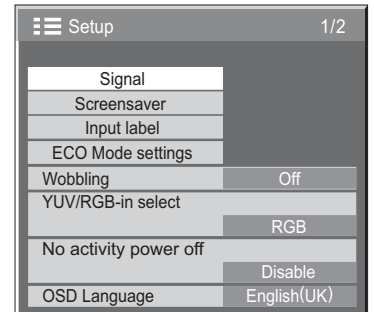 Setup 1/2
Signal
Screensaver
Input label
ECO Mode settings
Wobbling Off
YUV/RGB-in select
RGB
No activity power off
Disable
OSD Language English(UK)